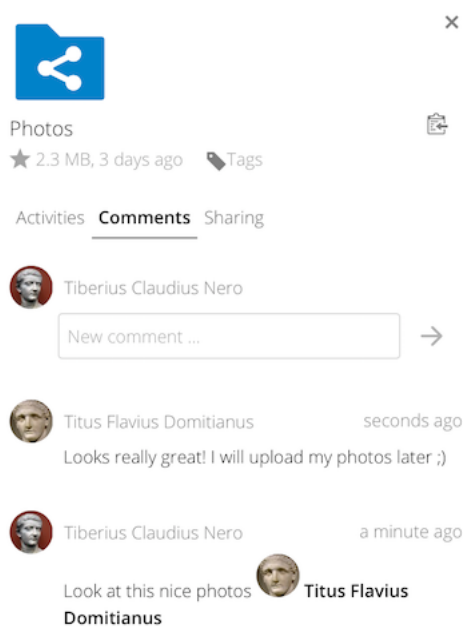 Photos
2.3 MB, 3 days ago Tags
Activities Comments Sharing
Tiberius Claudius Nero
New comment ...
Titus Flavius Domitianus seconds ago
Looks really great! I will upload my photos later ;)
Tiberius Claudius Nero a minute ago
Look at this nice photos Titus Flavius
Domitianus